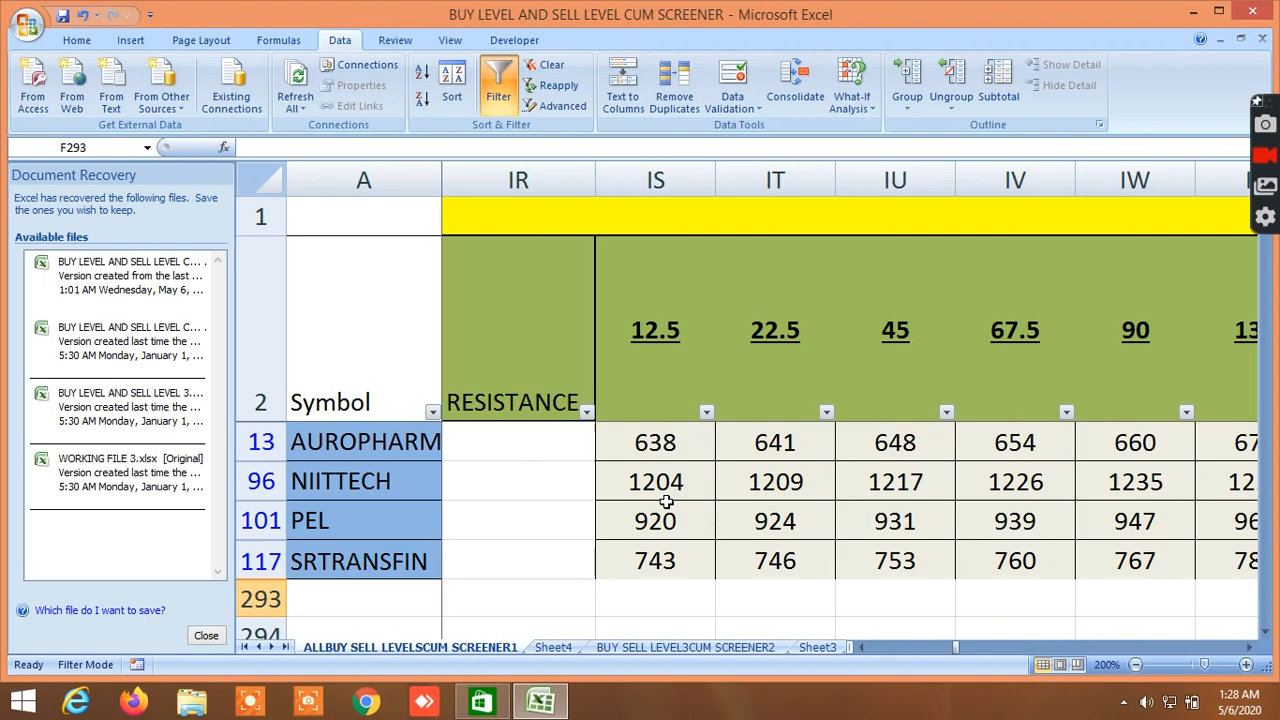 BUY LEVEL AND SELL LEVEL CUM SCREENER - Microsoft Excel
Home Insert Page Layout Formulas Data Review View Developer
From Access
From Web
From Text
From Other Sources
Existing Connections
Get External Data
Refresh All
Connections
Properties
Edit Links
Connections
Sort
Filter
Clear
Reapply
Advanced
Sort & Filter
Text to Columns
Remove Duplicates
Data Validation
Consolidate
What-If Analysis
Data Tools
Group
Ungroup
Subtotal
Show Detail
Hide Detail
Outline
F293
fx
Document Recovery
Excel has recovered the following files. Save
the ones you wish to keep.
Available files
BUY LEVEL AND SELL LEVEL C... .
Version created from the last ...
1:01 AM Wednesday, May 6, ...
BUY LEVEL AND SELL LEVEL C... .
Version created last time the ...
5:30 AM Monday, January 1, ...
BUY LEVEL AND SELL LEVEL 3...
Version created last time the ...
5:30 AM Monday, January 1, ...
WORKING FILE 3.xlsx [Original]
Version created last time the ...
5:30 AM Monday, January 1, ...
Which file do I want to save?
Close
A IR IS IT IU IV IW
1
2 Symbol RESISTANCE 12.5 22.5 45 67.5 90 13
13 AUROPHARM 638 641 648 654 660 67
96 NIITTECH 1204 1209 1217 1226 1235 12
101 PEL 920 924 931 939 947 96
117 SRTRANSFIN 743 746 753 760 767 78
293
294
ALLBUY SELL LEVELSCUM SCREENER1 Sheet4 BUY SELL LEVEL3CUM SCREENER2 Sheet3
Ready Filter Mode 200%
1:28 AM
5/6/2020